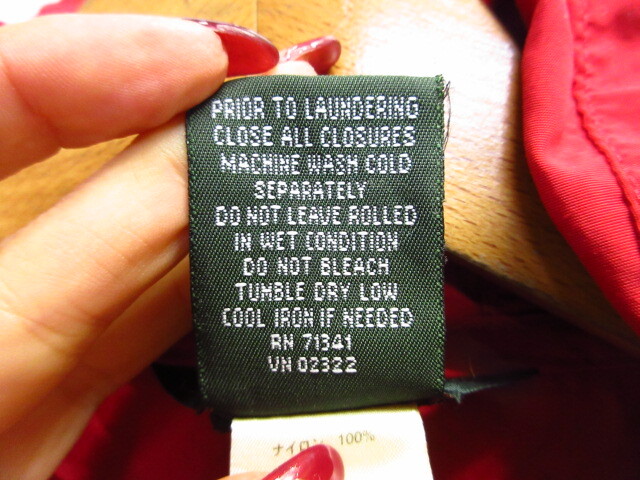 PRIOR TO LAUNDERING
CLOSE ALL CLOSURES
MACHINE WASH COLD
SEPARATELY
DO NOT LEAVE ROLLED
IN WET CONDITION
DO NOT BLEACH
TUMBLE DRY LOW
COOL IRON IF NEEDED
RN 71341
VN 02322
ナイロン 100%